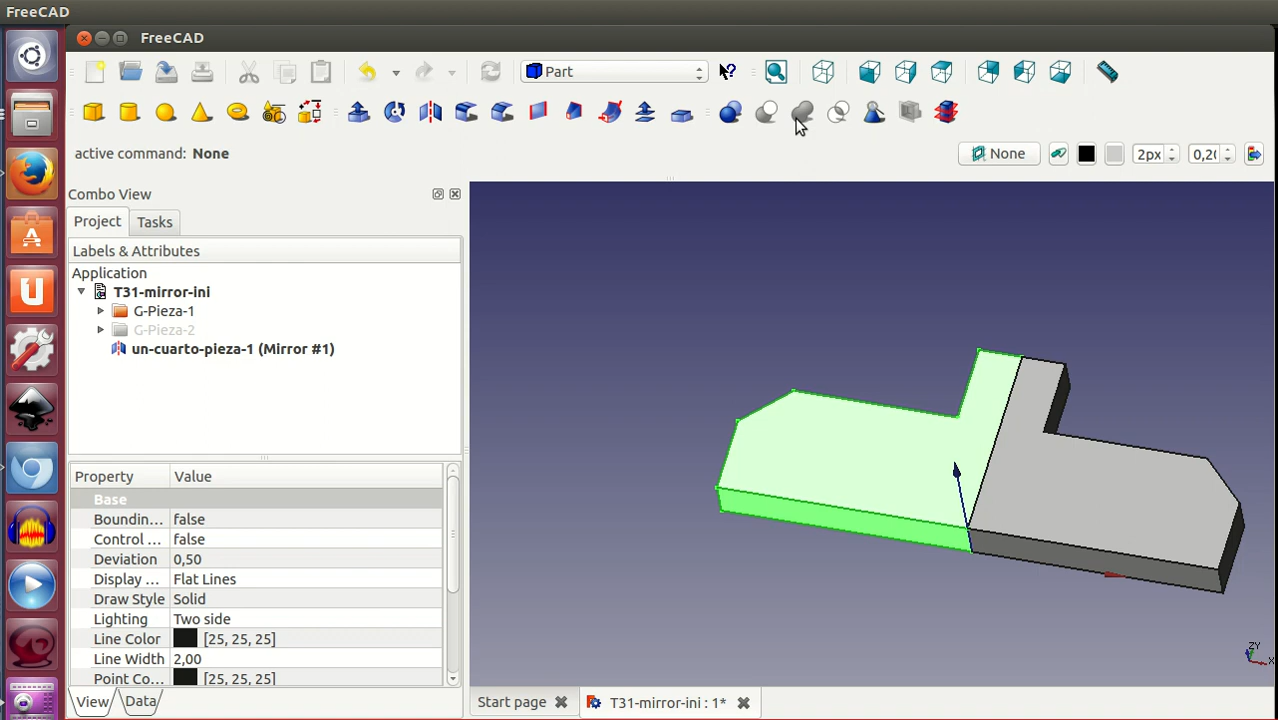 FreeCAD
FreeCAD
Part
active command: None
None
2px
0,20
Combo View
Project
Tasks
Labels & Attributes
Application
T31-mirror-ini
G-Pieza-1
G-Pieza-2
un-cuarto-pieza-1 (Mirror #1)
Property Value
Base
Boundin... false
Control ... false
Deviation 0,50
Display ... Flat Lines
Draw Style Solid
Lighting Two side
Line Color [25, 25, 25]
Line Width 2,00
Point Co... [25, 25, 25]
View
Data
Start page
T31-mirror-ini : 1*
ZY
X